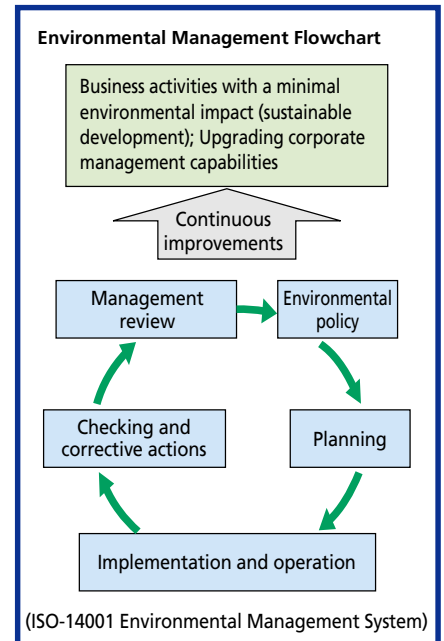 Environmental Management Flowchart
Business activities with a minimal
environmental impact (sustainable
development); Upgrading corporate
management capabilities
Continuous
improvements
Management
review
Environmental
policy
Checking and
corrective actions
Planning
Implementation and operation
(ISO-14001 Environmental Management System)